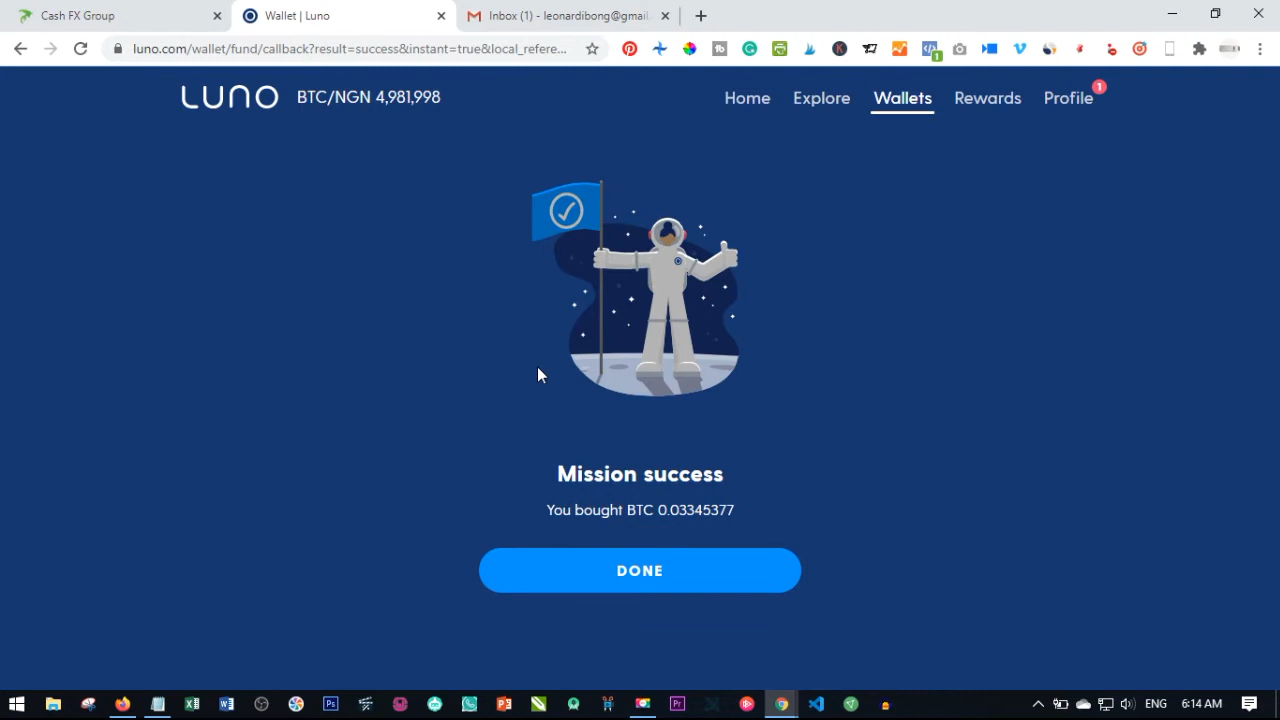 Cash FX Group
Wallet | Luno
Inbox (1) - leonardibong@gmail.
luno.com/wallet/fund/callback?result=success&instant=true&local_refere...
1
LUNO
BTC/NGN 4,981,998
Home
Explore
Wallets
Rewards
Profile
1
Mission success
You bought BTC 0.03345377
DONE
ENG
6:14 AM